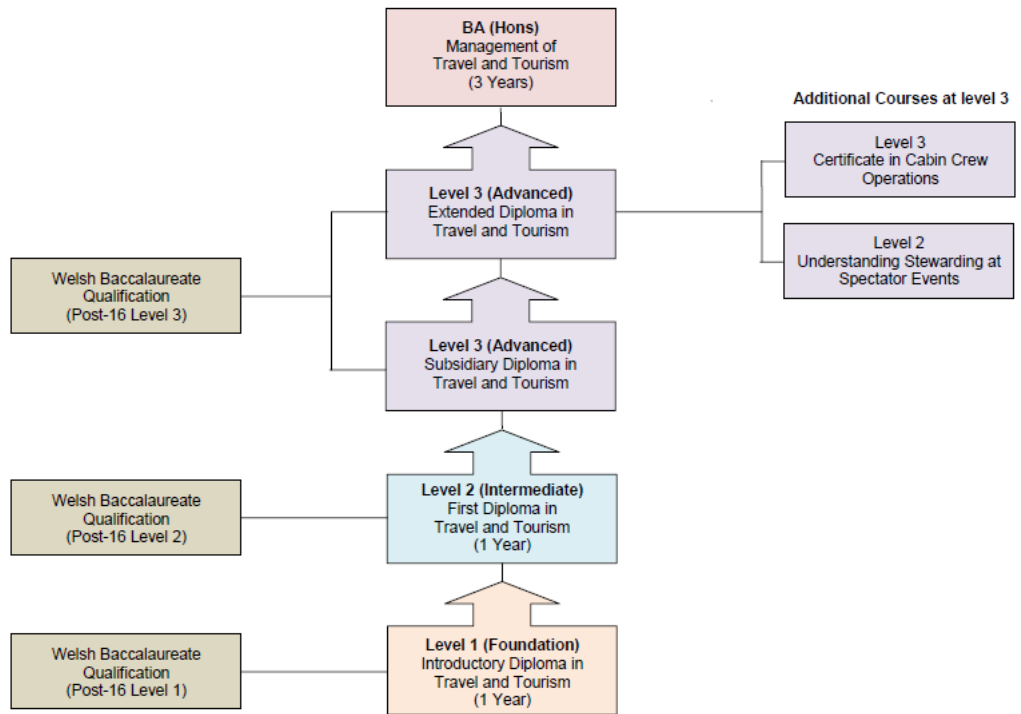 BA (Hons)
Management of
Travel and Tourism
(3 Years)
Additional Courses at level 3
Level 3
Certificate in Cabin Crew
Operations
Level 3 (Advanced)
Extended Diploma in
Travel and Tourism
Level 2
Understanding Stewarding at
Spectator Events
Welsh Baccalaureate
Qualification
(Post-16 Level 3)
Level 3 (Advanced)
Subsidiary Diploma in
Travel and Tourism
Welsh Baccalaureate
Qualification
(Post-16 Level 2)
Level 2 (Intermediate)
First Diploma in
Travel and Tourism
(1 Year)
Welsh Baccalaureate
Qualification
(Post-16 Level 1)
Level 1 (Foundation)
Introductory Diploma in
Travel and Tourism
(1 Year)